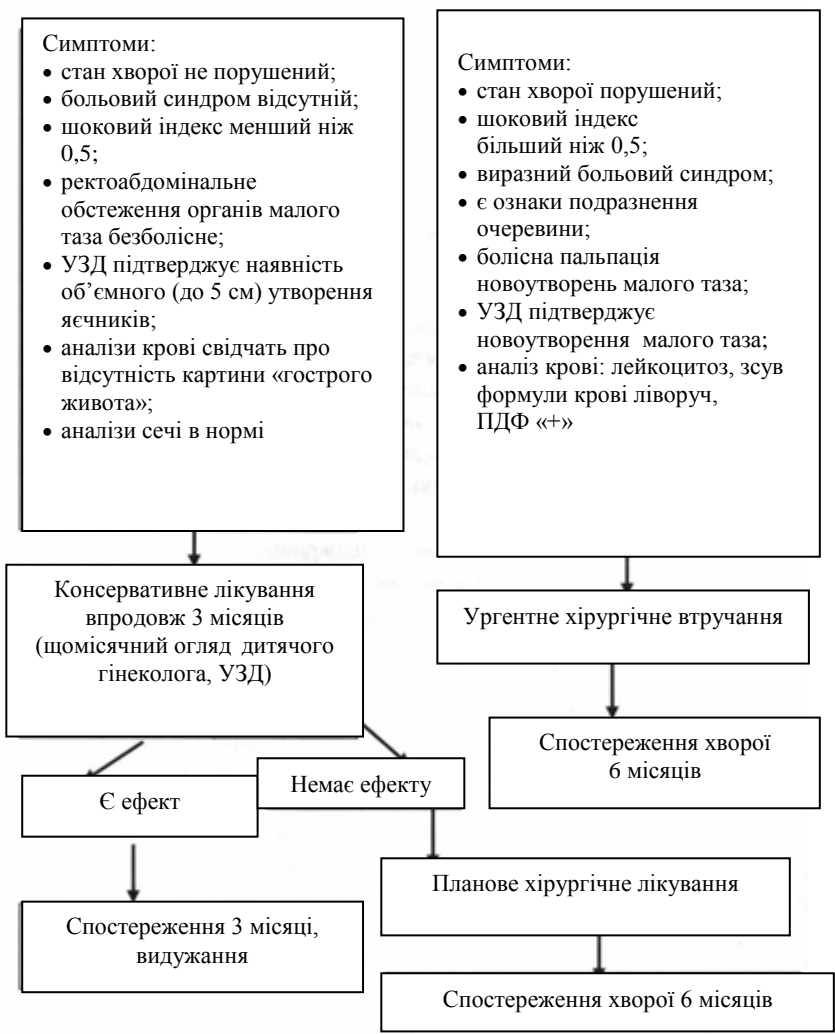 Симптоми:
• стан хворої не порушений;
• больовий синдром відсутній;
• шоковий індекс менший ніж
0,5;
• ректоабдомінальне
обстеження органів малого
таза безболісне;
• УЗД підтверджує наявність
об’ємного (до 5 см) утворення
яєчників;
• аналізи крові свідчать про
відсутність картини «гострого
живота»;
• аналізи сечі в нормі
Симптоми:
• стан хворої порушений;
• шоковий індекс
більший ніж 0,5;
• виразний больовий синдром;
• є ознаки подразнення
очеревини;
• болісна пальпація
новоутворень малого таза;
• УЗД підтверджує
новоутворення малого таза;
• аналіз крові: лейкоцитоз, зсув
формули крові ліворуч,
ПДФ «+»
Консервативне лікування
впродовж 3 місяців
(щомісячний огляд дитячого
гінеколога, УЗД)
Ургентне хірургічне втручання
Спостереження хворої
6 місяців
Є ефект
Немає ефекту
Планове хірургічне лікування
Спостереження 3 місяці,
видужання
Спостереження хворої 6 місяців